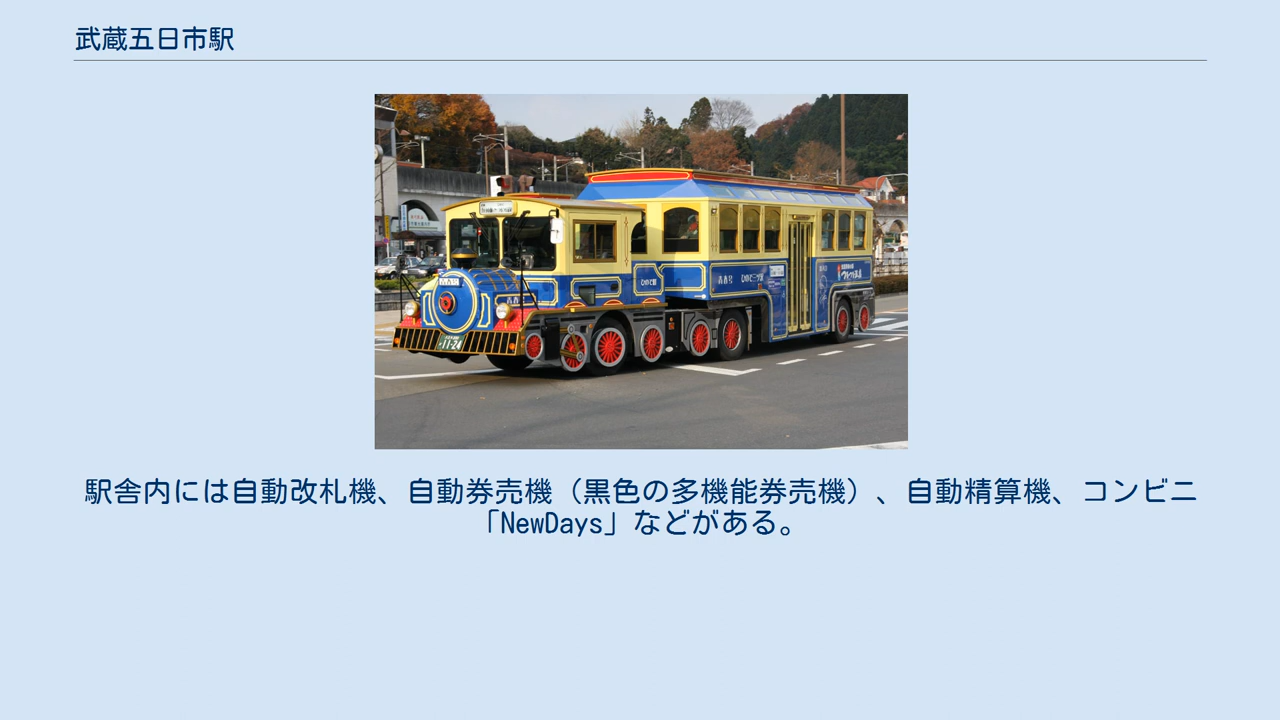 武蔵五日市駅
11-24
駅舎内には自動改札機、自動券売機（黒色の多機能券売機）、自動精算機、コンビニ
「NewDays」などがある。